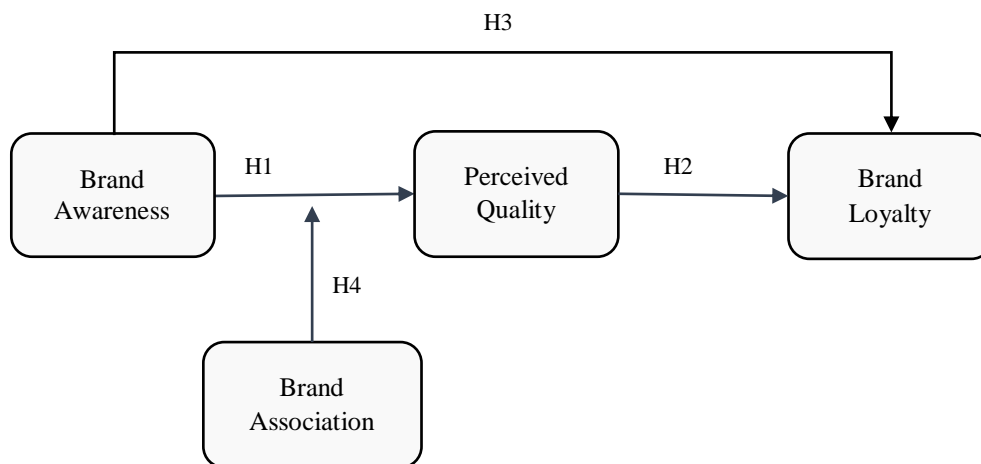 H3
Brand
Awareness
H1
Perceived
Quality
H2
Brand
Loyalty
H4
Brand
Association